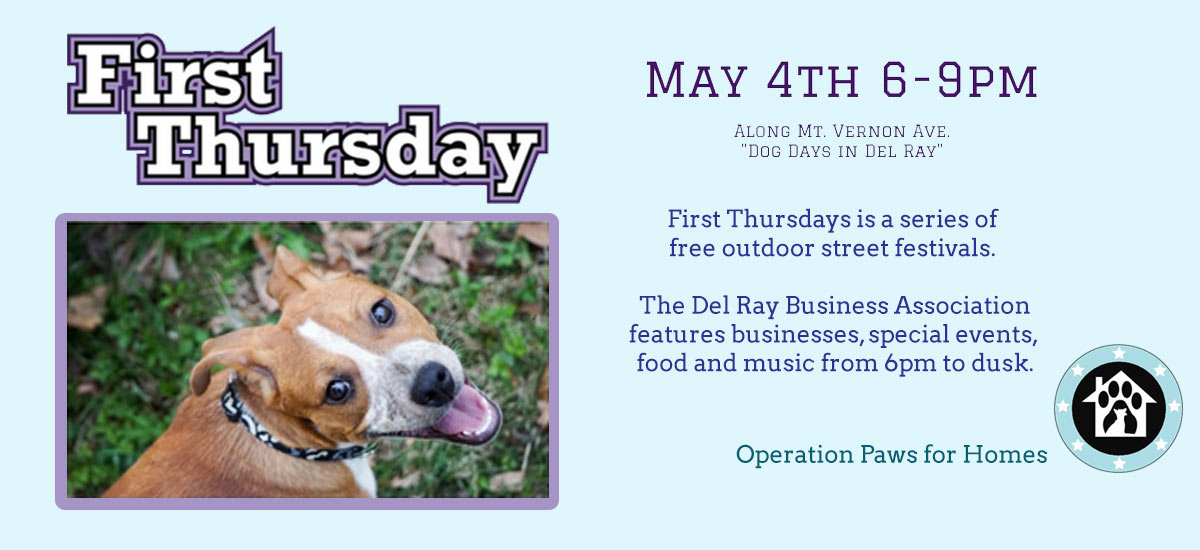 First
Thursday
May 4th 6-9pm
Along Mt. Vernon Ave.
"Dog Days in Del Ray"
First Thursdays is a series of
free outdoor street festivals.
The Del Ray Business Association
features businesses, special events,
food and music from 6pm to dusk.
Operation Paws for Homes